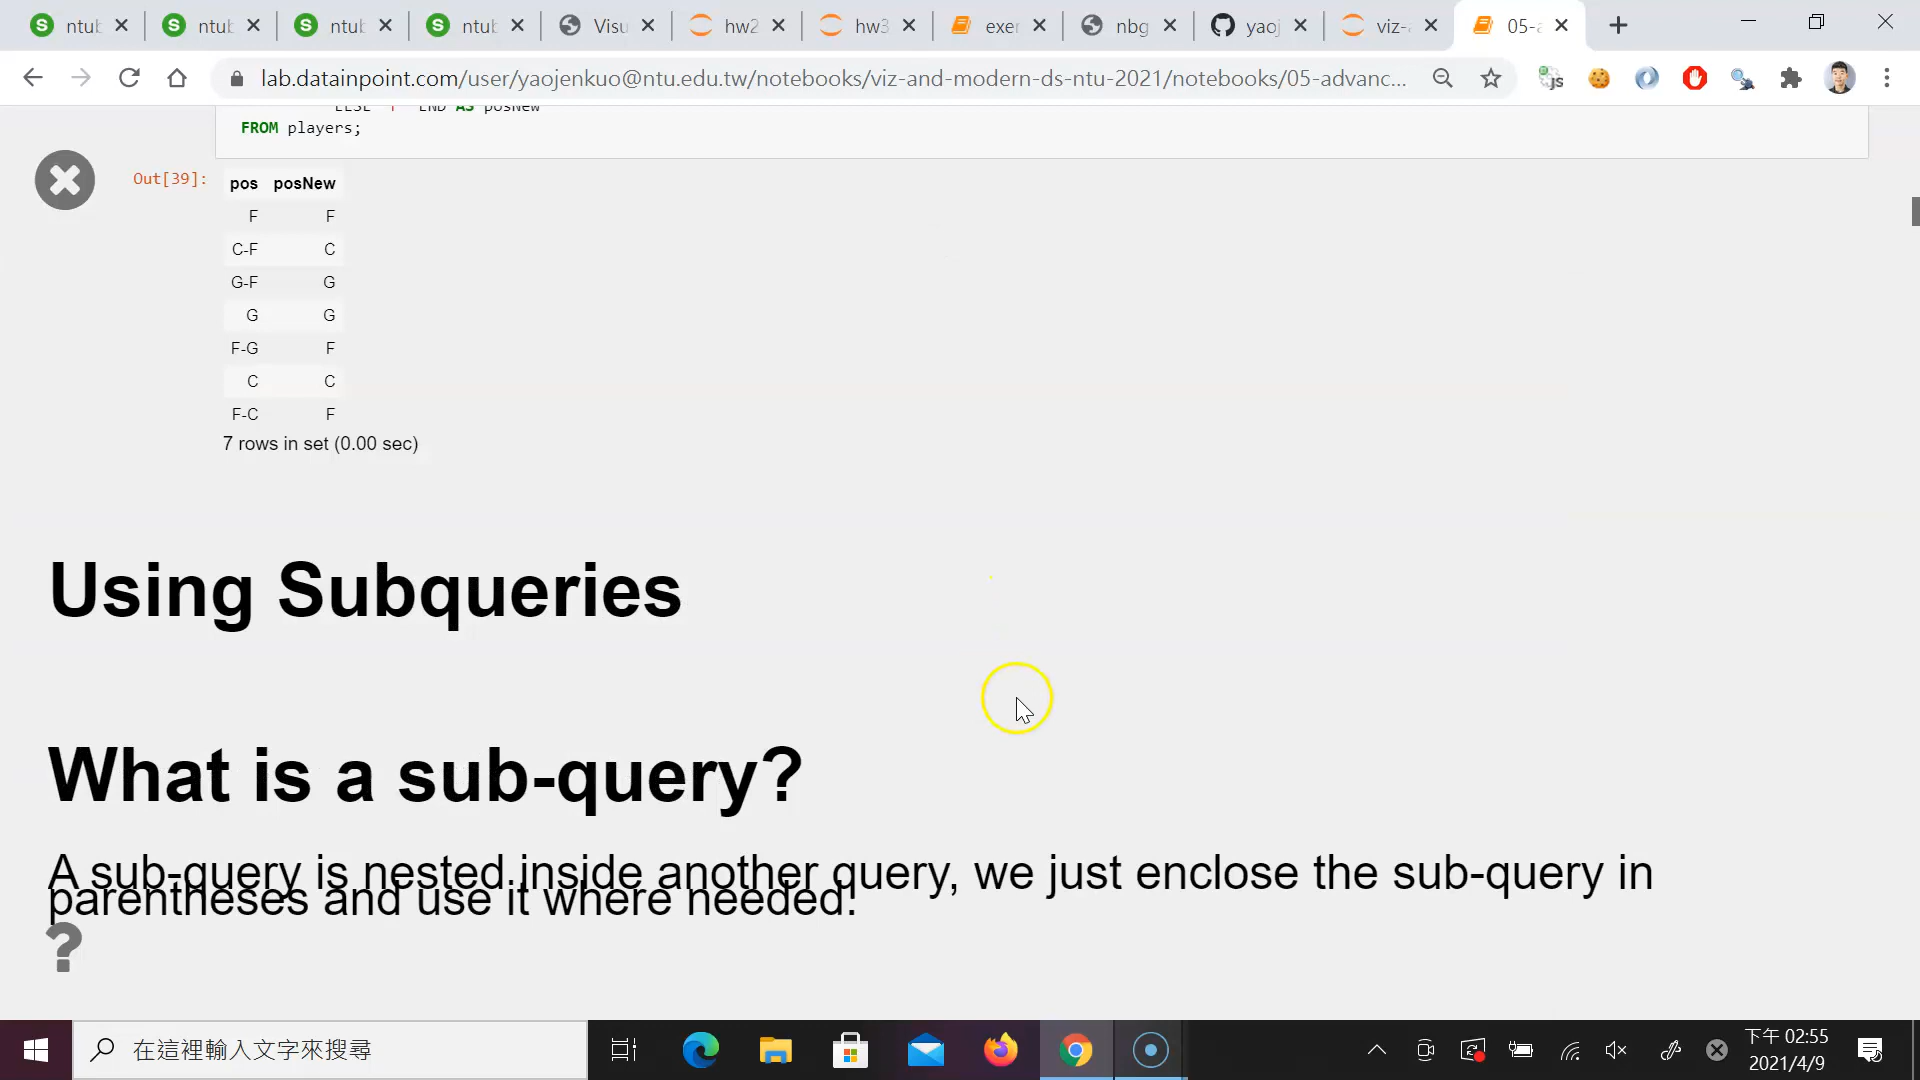 ntub ntub ntub ntub Visu hw2 hw3 exer nbg yaoj viz-a 05-a
lab.datainpoint.com/user/yaojenkuo@ntu.edu.tw/notebooks/viz-and-modern-ds-ntu-2021/notebooks/05-advanc...
ELSE 'F' END AS posNew
FROM players;
Out[39]:
pos posNew
F F
C-F C
G-F G
G G
F-G F
C C
F-C F
7 rows in set (0.00 sec)
Using Subqueries
What is a sub-query?
A sub-query is nested inside another query, we just enclose the sub-query in
parentheses and use it where needed!
?
在這裡輸入文字來搜尋
下午 02:55
2021/4/9